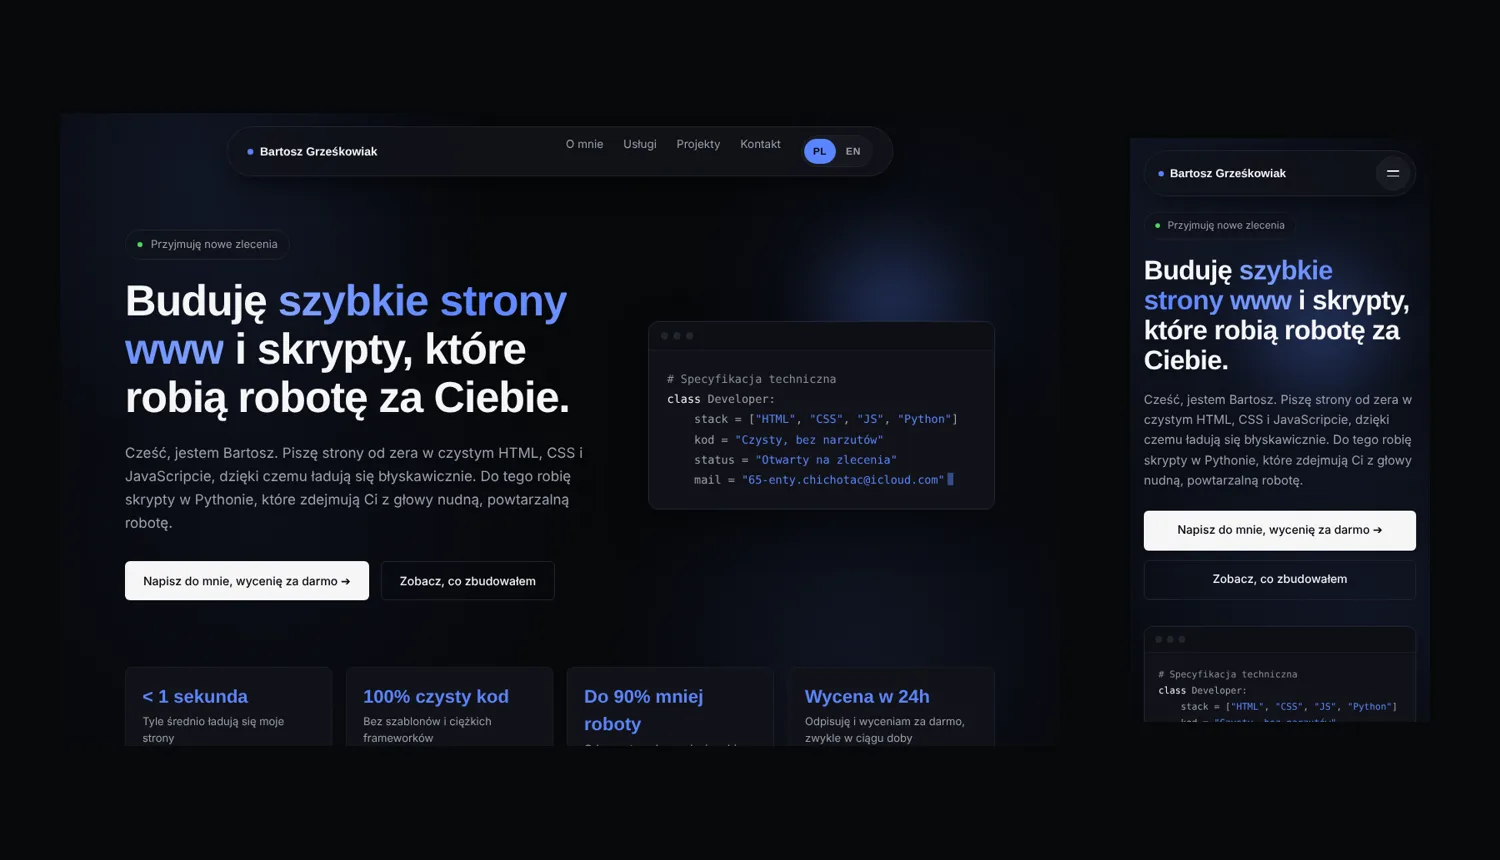 Bartosz Grześkowiak
O mnie Usługi Projekty Kontakt PL EN
Przyjmuję nowe zlecenia
Buduję szybkie strony
www i skrypty, które
robią robotę za Ciebie.
Cześć, jestem Bartosz. Piszę strony od zera w czystym HTML, CSS i
JavaScripcie, dzięki czemu ładują się błyskawicznie. Do tego robię
skrypty w Pythonie, które zdejmują Ci z głowy nudną, powtarzalną
robotę.
Napisz do mnie, wycenię za darmo ➔
Zobacz, co zbudowałem
# Specyfikacja techniczna
class Developer:
stack = ["HTML", "CSS", "JS", "Python"]
kod = "Czysty, bez narzutów"
status = "Otwarty na zlecenia"
mail = "65-enty.chichotac@icloud.com"
< 1 sekunda
Tyle średnio ładują się moje
strony
100% czysty kod
Bez szablonów i ciężkich
frameworków
Do 90% mniej
roboty
Wycena w 24h
Odpisuję i wyceniam za darmo,
zwykle w ciągu doby
Bartosz Grześkowiak
Przyjmuję nowe zlecenia
Buduję szybkie
strony www i skrypty,
które robią robotę za
Ciebie.
Cześć, jestem Bartosz. Piszę strony od zera w
czystym HTML, CSS i JavaScripcie, dzięki
czemu ładują się błyskawicznie. Do tego robię
skrypty w Pythonie, które zdejmują Ci z głowy
nudną, powtarzalną robotę.
Napisz do mnie, wycenię za darmo ➔
Zobacz, co zbudowałem
# Specyfikacja techniczna
class Developer:
stack = ["HTML", "CSS", "JS", "Python"]
kod = "Czysty, bez narzutów"